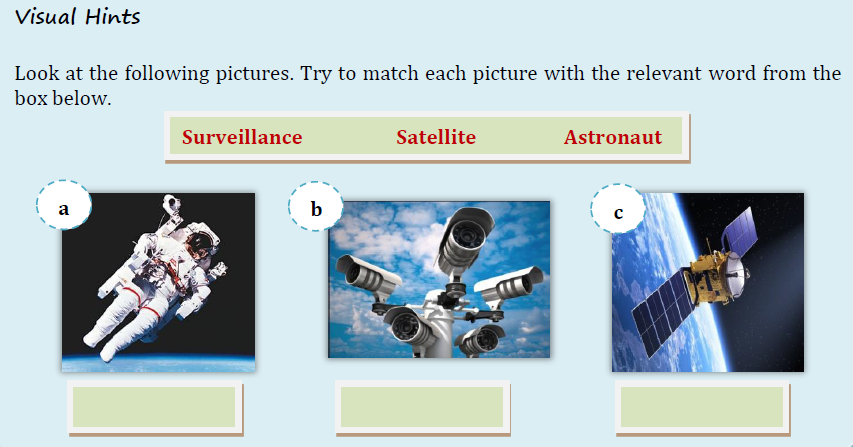 Visual Hints
Look at the following pictures. Try to match each picture with the relevant word from the
box below.
Surveillance Satellite Astronaut
a b c